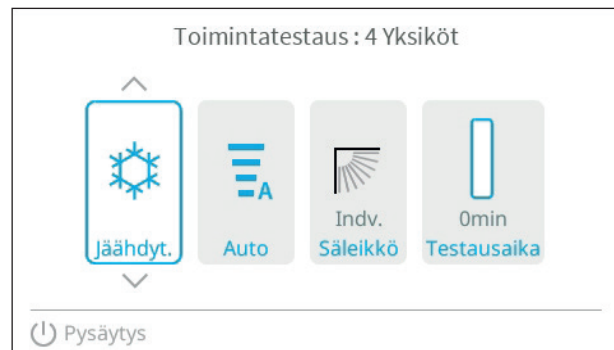 Toimintatestaus : 4 Yksiköt
A
Indv.
0min
Jäähdyt.
Auto
Säleikkö
Testausaika
Pysäytys